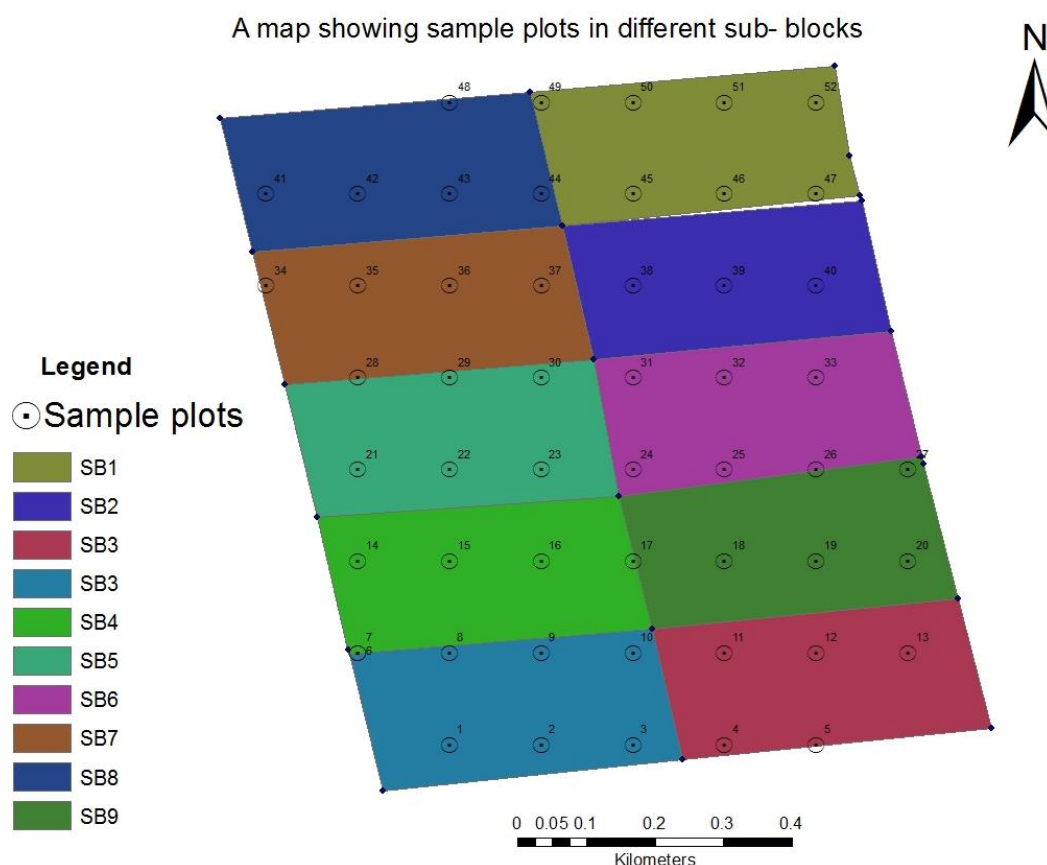 A map showing sample plots in different sub- blocks
N
48 49 50 51 52
41 42 43 44 45 46 47
34 35 36 37 38 39 40
28 29 30 31 32 33
21 22 23 24 25 26 27
14 15 16 17 18 19 20
7 8 9 10 11 12 13
6
1 2 3 4 5
Legend
Sample plots
SB1
SB2
SB3
SB3
SB4
SB5
SB6
SB7
SB8
SB9
0 0.05 0.1 0.2 0.3 0.4
Kilometers